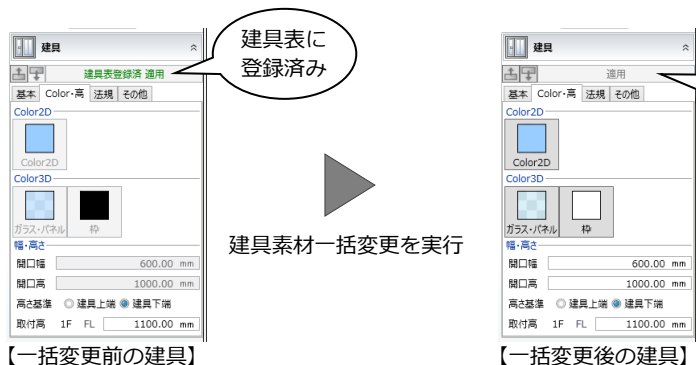 建具
建具表登録済 適用
基本 Color・高 法規 その他
Color2D
Color2D
Color3D
ガラス・パネル 枠
幅・高さ
開口幅 600.00 mm
開口高 1000.00 mm
高さ基準 建具上端 建具下端
取付高 1F FL 1100.00 mm
【一括変更前の建具】
建具表に
登録済み
建具素材一括変更を実行
建具
適用
基本 Color・高 法規 その他
Color2D
Color2D
Color3D
ガラス・パネル 枠
幅・高さ
開口幅 600.00 mm
開口高 1000.00 mm
高さ基準 建具上端 建具下端
取付高 1F FL 1100.00 mm
【一括変更後の建具】